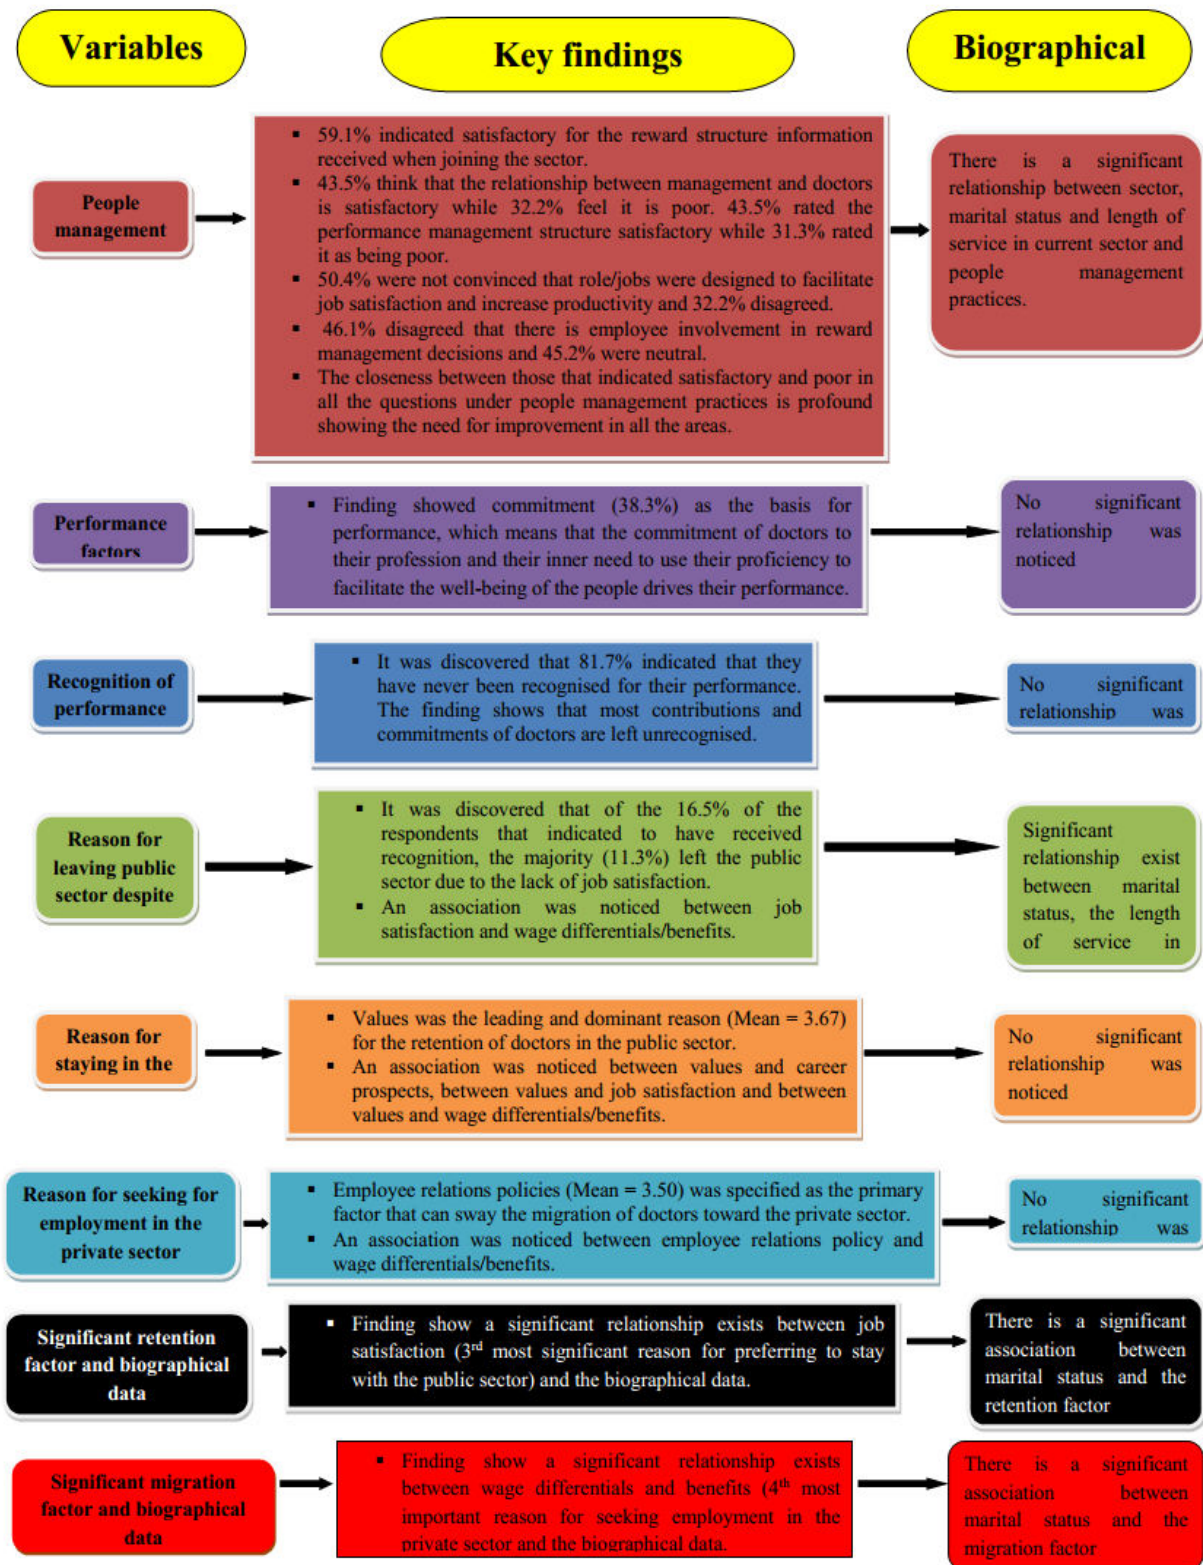 Variables
Key findings
Biographical
People
management
▪ 59.1% indicated satisfactory for the reward structure information
received when joining the sector.
▪ 43.5% think that the relationship between management and doctors
is satisfactory while 32.2% feel it is poor. 43.5% rated the
performance management structure satisfactory while 31.3% rated
it as being poor.
▪ 50.4% were not convinced that role/jobs were designed to facilitate
job satisfaction and increase productivity and 32.2% disagreed.
▪ 46.1% disagreed that there is employee involvement in reward
management decisions and 45.2% were neutral.
▪ The closeness between those that indicated satisfactory and poor in
all the questions under people management practices is profound
showing the need for improvement in all the areas.
There is a significant
relationship between sector,
marital status and length of
service in current sector and
people management
practices.
Performance
factors
▪ Finding showed commitment (38.3%) as the basis for
performance, which means that the commitment of doctors to
their profession and their inner need to use their proficiency to
facilitate the well-being of the people drives their performance.
No significant
relationship was
noticed
Recognition of
performance
▪ It was discovered that 81.7% indicated that they
have never been recognised for their performance.
The finding shows that most contributions and
commitments of doctors are left unrecognised.
No significant
relationship was
Reason for
leaving public
sector despite
▪ It was discovered that of the 16.5% of the
respondents that indicated to have received
recognition, the majority (11.3%) left the public
sector due to the lack of job satisfaction.
▪ An association was noticed between job
satisfaction and wage differentials/benefits.
Significant
relationship exist
between marital
status, the length
of service in
Reason for
staying in the
▪ Values was the leading and dominant reason (Mean = 3.67)
for the retention of doctors in the public sector.
▪ An association was noticed between values and career
prospects, between values and job satisfaction and between
values and wage differentials/benefits.
No significant
relationship was
noticed
Reason for seeking for
employment in the
private sector
▪ Employee relations policies (Mean = 3.50) was specified as the primary
factor that can sway the migration of doctors toward the private sector.
▪ An association was noticed between employee relations policy and
wage differentials/benefits.
No significant
relationship was
Significant retention
factor and biographical
data
▪ Finding show a significant relationship exists between job
satisfaction (3rd most significant reason for preferring to stay
with the public sector) and the biographical data.
There is a significant
association between
marital status and the
retention factor
Significant migration
factor and biographical
data
▪ Finding show a significant relationship exists
between wage differentials and benefits (4th most
important reason for seeking employment in the
private sector and the biographical data.
There is a significant
association between
marital status and the
migration factor